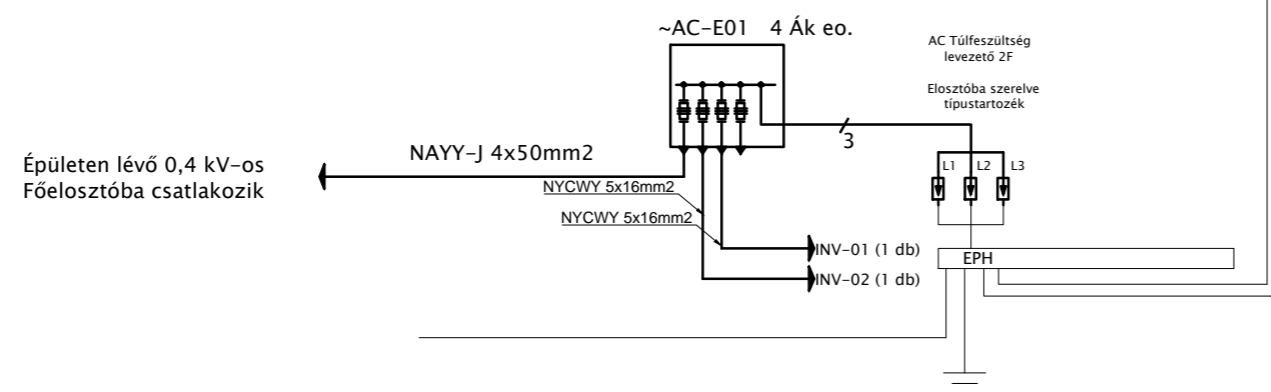 ~AC-E01 4 Ák eo.
AC Túlfeszültség
levezető 2F
Elosztóba szerelve
típustartozék
3
NAYY-J 4x50mm2
Épületen lévő 0,4 kV-os
Főelosztóba csatlakozik
NYCWY 5x16mm2
NYCWY 5x16mm2
L1 L2 L3
INV-01 (1 db)
INV-02 (1 db)
EPH